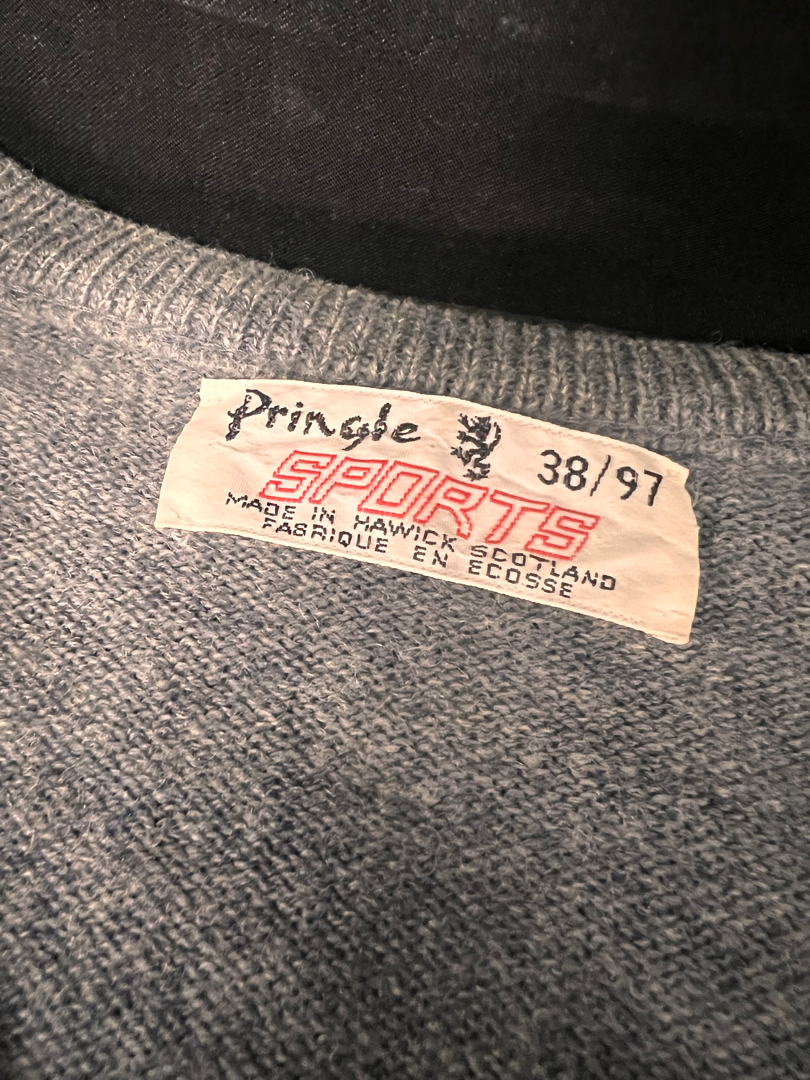 Pringle 38/97
SPORTS
MADE IN HAWICK SCOTLAND
FABRIQUE EN ECOSSE